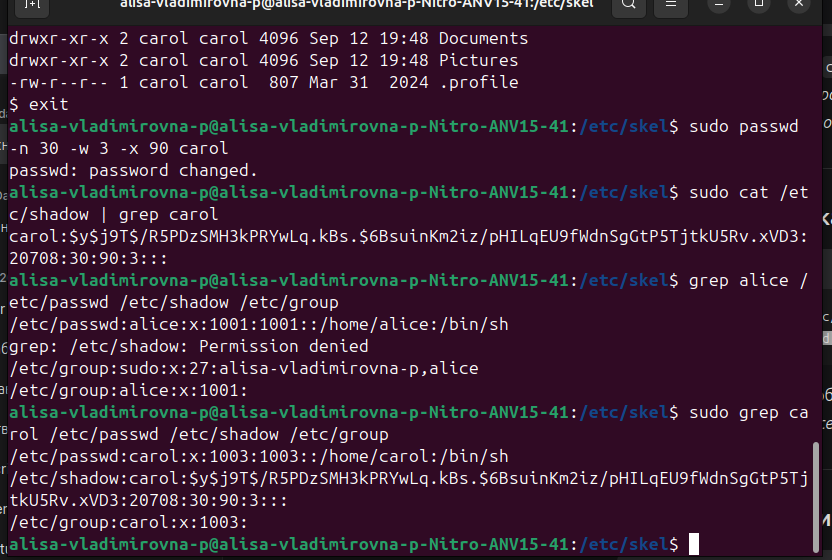 alisa-vladimirovna-p@alisa-vladimirovna-p-Nitro-ANV15-41:/etc/skel
drwxr-xr-x 2 carol carol 4096 Sep 12 19:48 Documents
drwxr-xr-x 2 carol carol 4096 Sep 12 19:48 Pictures
-rw-r--r-- 1 carol carol  807 Mar 31  2024 .profile
$ exit
alisa-vladimirovna-p@alisa-vladimirovna-p-Nitro-ANV15-41:/etc/skel$ sudo passwd
-n 30 -w 3 -x 90 carol
passwd: password changed.
alisa-vladimirovna-p@alisa-vladimirovna-p-Nitro-ANV15-41:/etc/skel$ sudo cat /et
c/shadow | grep carol
carol:$y$j9T$/R5PDzSMH3kPRYwLq.kBs.$6BsuinKm2iz/pHILqEU9fWdnSgGtP5TjtkU5Rv.xVD3:
20708:30:90:3:::
alisa-vladimirovna-p@alisa-vladimirovna-p-Nitro-ANV15-41:/etc/skel$ grep alice /
etc/passwd /etc/shadow /etc/group
/etc/passwd:alice:x:1001:1001::/home/alice:/bin/sh
grep: /etc/shadow: Permission denied
/etc/group:sudo:x:27:alisa-vladimirovna-p,alice
/etc/group:alice:x:1001:
alisa-vladimirovna-p@alisa-vladimirovna-p-Nitro-ANV15-41:/etc/skel$ sudo grep ca
rol /etc/passwd /etc/shadow /etc/group
/etc/passwd:carol:x:1003:1003::/home/carol:/bin/sh
/etc/shadow:carol:$y$j9T$/R5PDzSMH3kPRYwLq.kBs.$6BsuinKm2iz/pHILqEU9fWdnSgGtP5Tj
tkU5Rv.xVD3:20708:30:90:3:::
/etc/group:carol:x:1003:
alisa-vladimirovna-p@alisa-vladimirovna-p-Nitro-ANV15-41:/etc/skel$